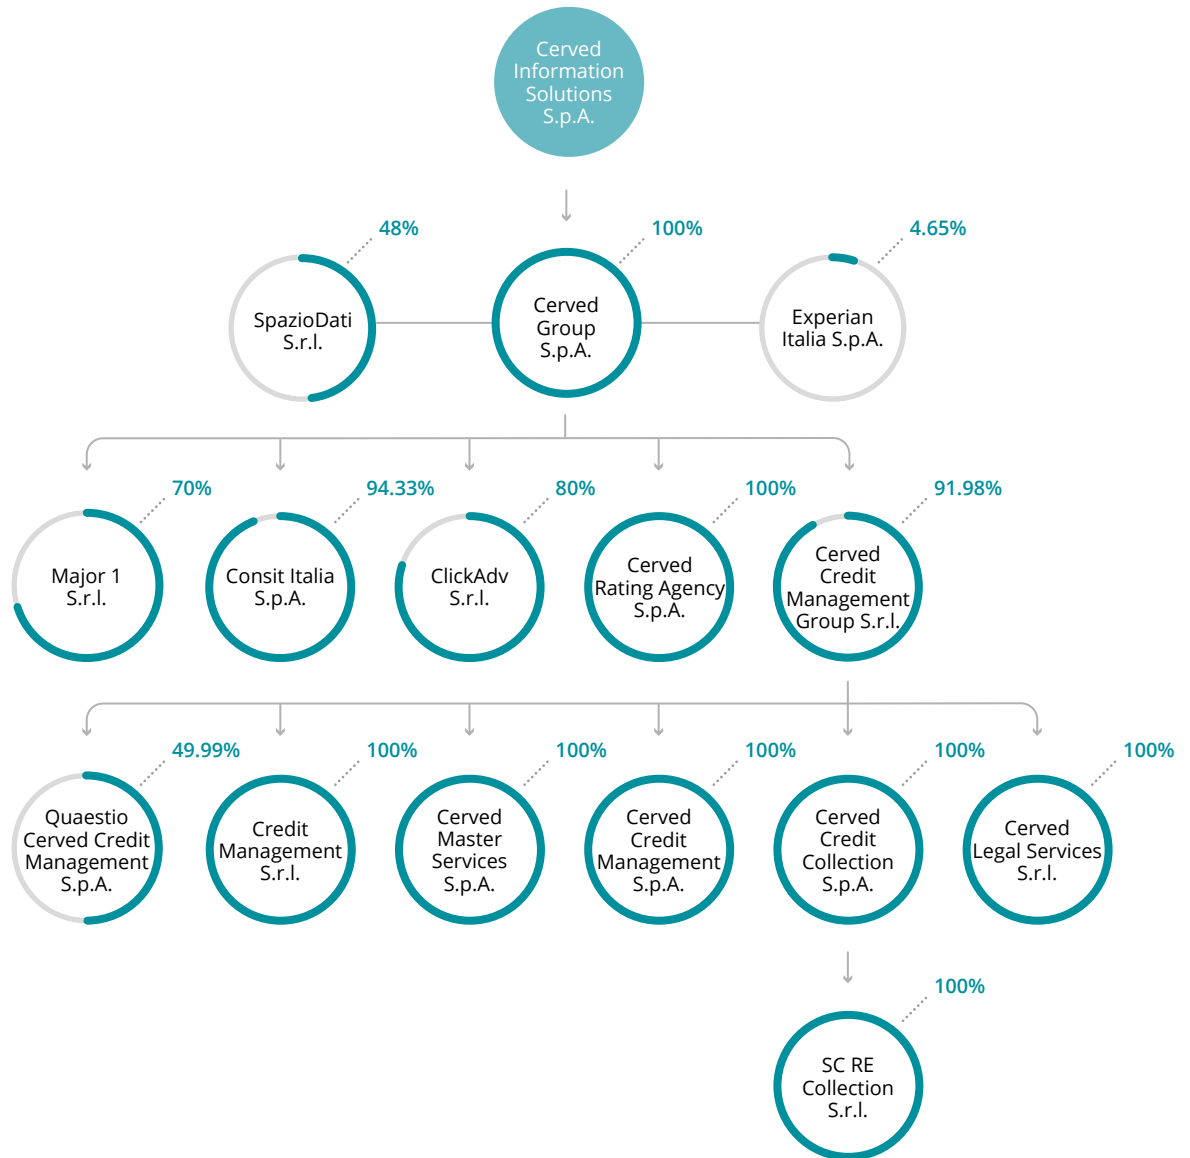 Cerved
Information
Solutions
S.p.A.
48%
100%
4.65%
SpazioDati
S.r.l.
Cerved
Group
S.p.A.
Experian
Italia S.p.A.
70%
94.33%
80%
100%
91.98%
Major 1
S.r.l.
Consit Italia
S.p.A.
ClickAdv
S.r.l.
Cerved
Rating Agency
S.p.A.
Cerved
Credit
Management
Group S.r.l.
49.99%
100%
100%
100%
100%
100%
Quaestio
Cerved Credit
Management
S.p.A.
Credit
Management
S.r.l.
Cerved
Master
Services
S.p.A.
Cerved
Credit
Management
S.p.A.
Cerved
Credit
Collection
S.p.A.
Cerved
Legal Services
S.r.l.
100%
SC RE
Collection
S.r.l.